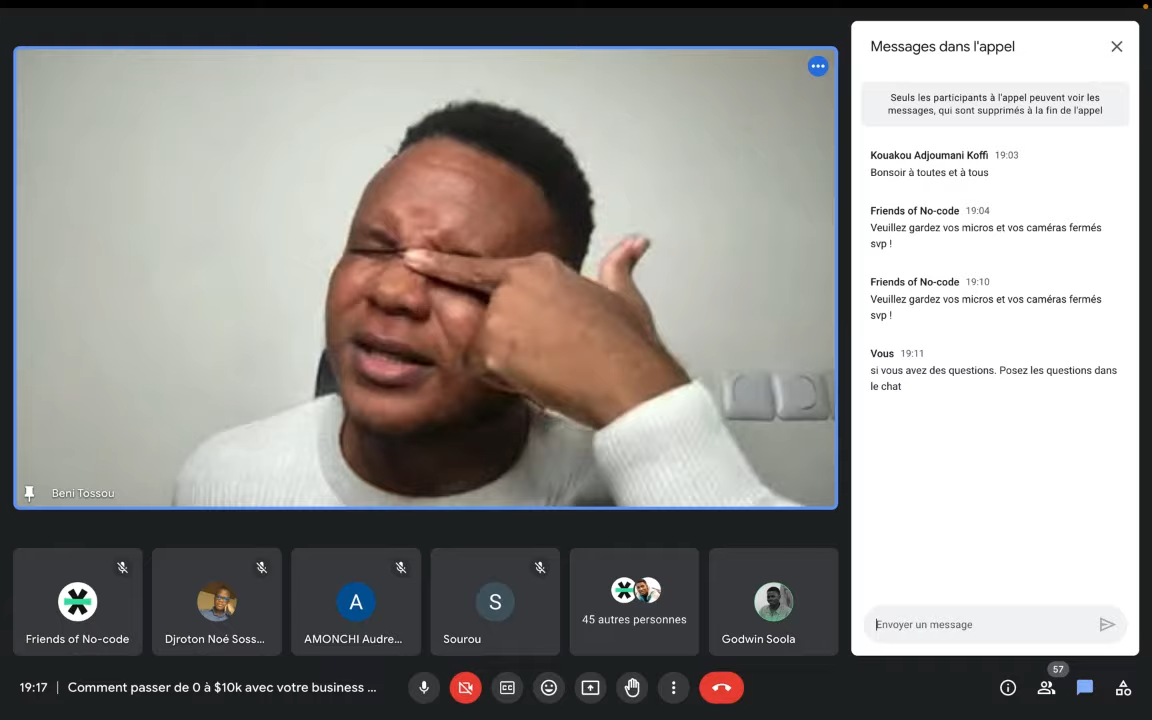 Messages dans l'appel
Seuls les participants à l'appel peuvent voir les
messages, qui sont supprimés à la fin de l'appel
Kouakou Adjoumani Koffi 19:03
Bonsoir à toutes et à tous
Friends of No-code 19:04
Veuillez gardez vos micros et vos caméras fermés
svp !
Friends of No-code 19:10
Veuillez gardez vos micros et vos caméras fermés
svp !
Vous 19:11
si vous avez des questions. Posez les questions dans
le chat
Beni Tossou
Friends of No-code
Djroton Noé Soss...
A
AMONCHI Audre...
S
Sourou
45 autres personnes
Godwin Soola
Envoyer un message
19:17 | Comment passer de 0 à $10k avec votre business ...
57